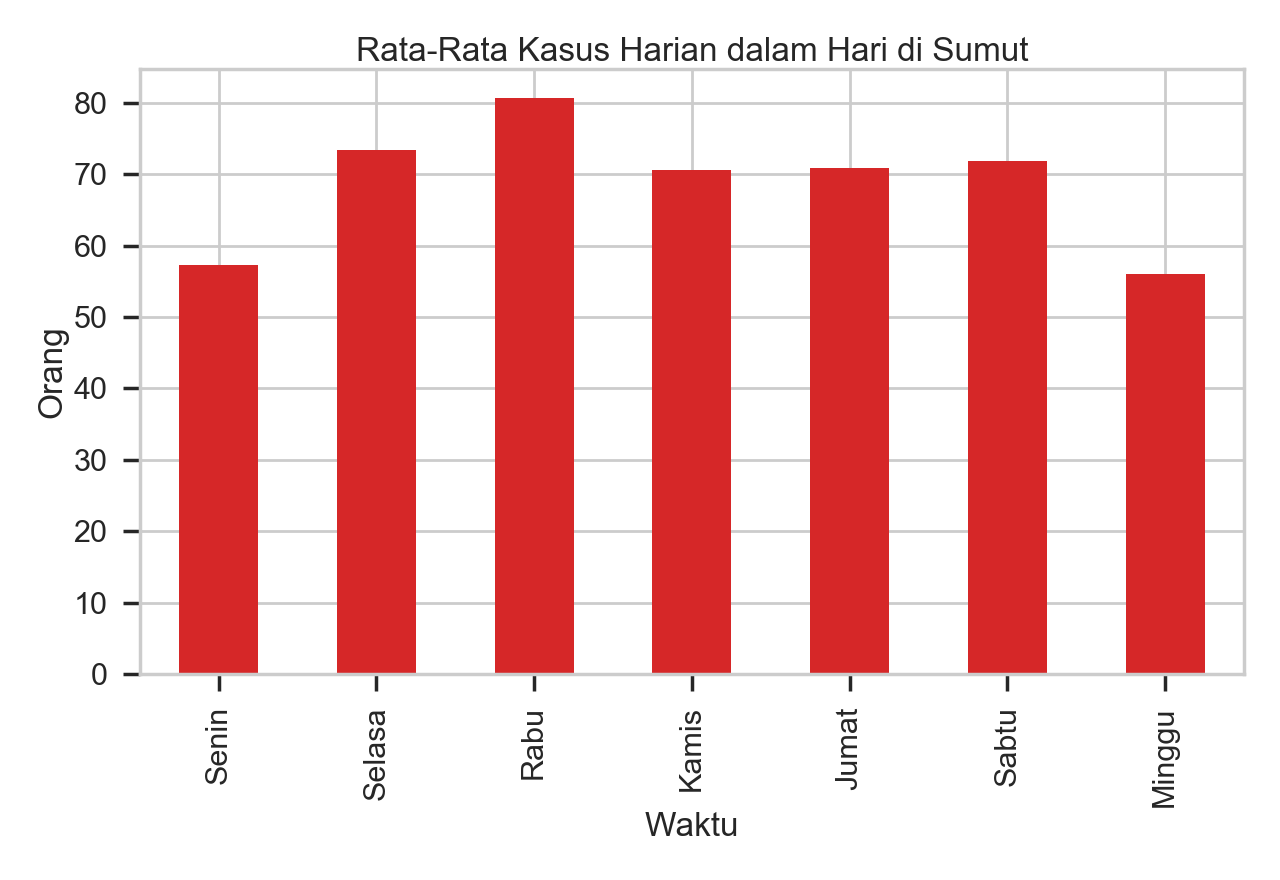 Rata-Rata Kasus Harian dalam Hari di Sumut
80
70
60
50
40
30
20
10
0
Orang
Senin
Selasa
Rabu
Kamis
Jumat
Sabtu
Minggu
Waktu